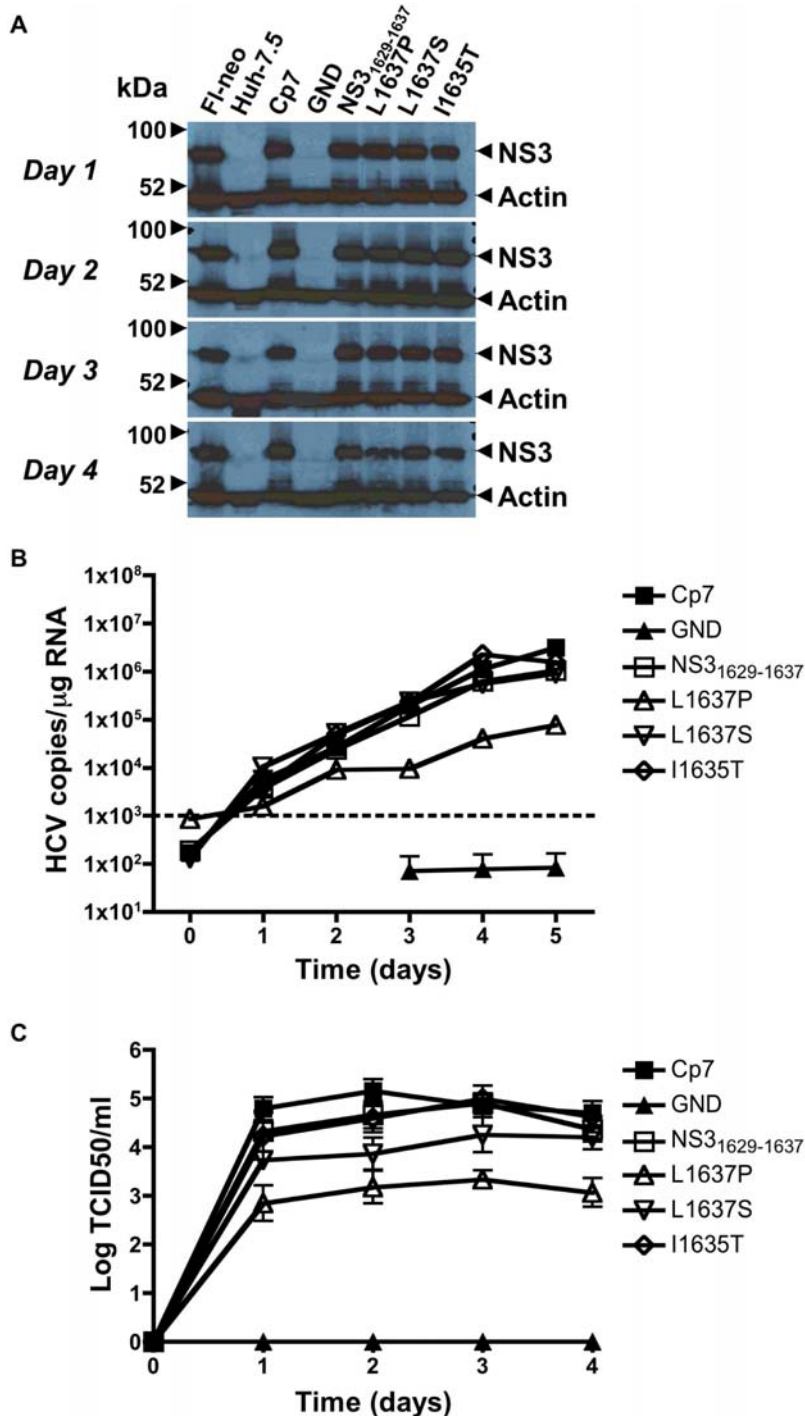 A
kDa
Fl-neo
Huh-7.5
Cp7
GND
NS3₁₆₂₉₋₁₆₃₇
L1637P
L1637S
I1635T
Day 1
100
52
NS3
Actin
Day 2
100
52
NS3
Actin
Day 3
100
52
NS3
Actin
Day 4
100
52
NS3
Actin
B
HCV copies/μg RNA
1x10⁸
1x10⁷
1x10⁶
1x10⁵
1x10⁴
1x10³
1x10²
1x10¹
0 1 2 3 4 5
Time (days)
Cp7
GND
NS3₁₆₂₉₋₁₆₃₇
L1637P
L1637S
I1635T
C
Log TCID50/ml
6
5
4
3
2
1
0
0 1 2 3 4
Time (days)
Cp7
GND
NS3₁₆₂₉₋₁₆₃₇
L1637P
L1637S
I1635T